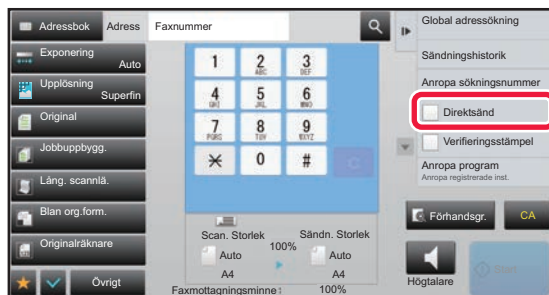 Adressbok
Adress
Faxnummer
Exponering
Auto
Upplösning
Superfin
Original
Jobbuppbygg.
Lång. scannlä.
Blan org.form.
Originalräknare
Övrigt
1
2
ABC
3
DEF
4
GHI
5
JKL
6
MNO
7
PQRS
8
TUV
9
WXYZ
0
#
C
Scan. Storlek
Sändn. Storlek
100%
Auto
Auto
A4
A4
Faxmottagningsminne: 100%
Global adressökning
Sändningshistorik
Anropa sökningsnummer
Direktsänd
Verifieringsstämpel
Anropa program
Anropa registrerade inst.
Förhandsgr.
CA
Högtalare
Start